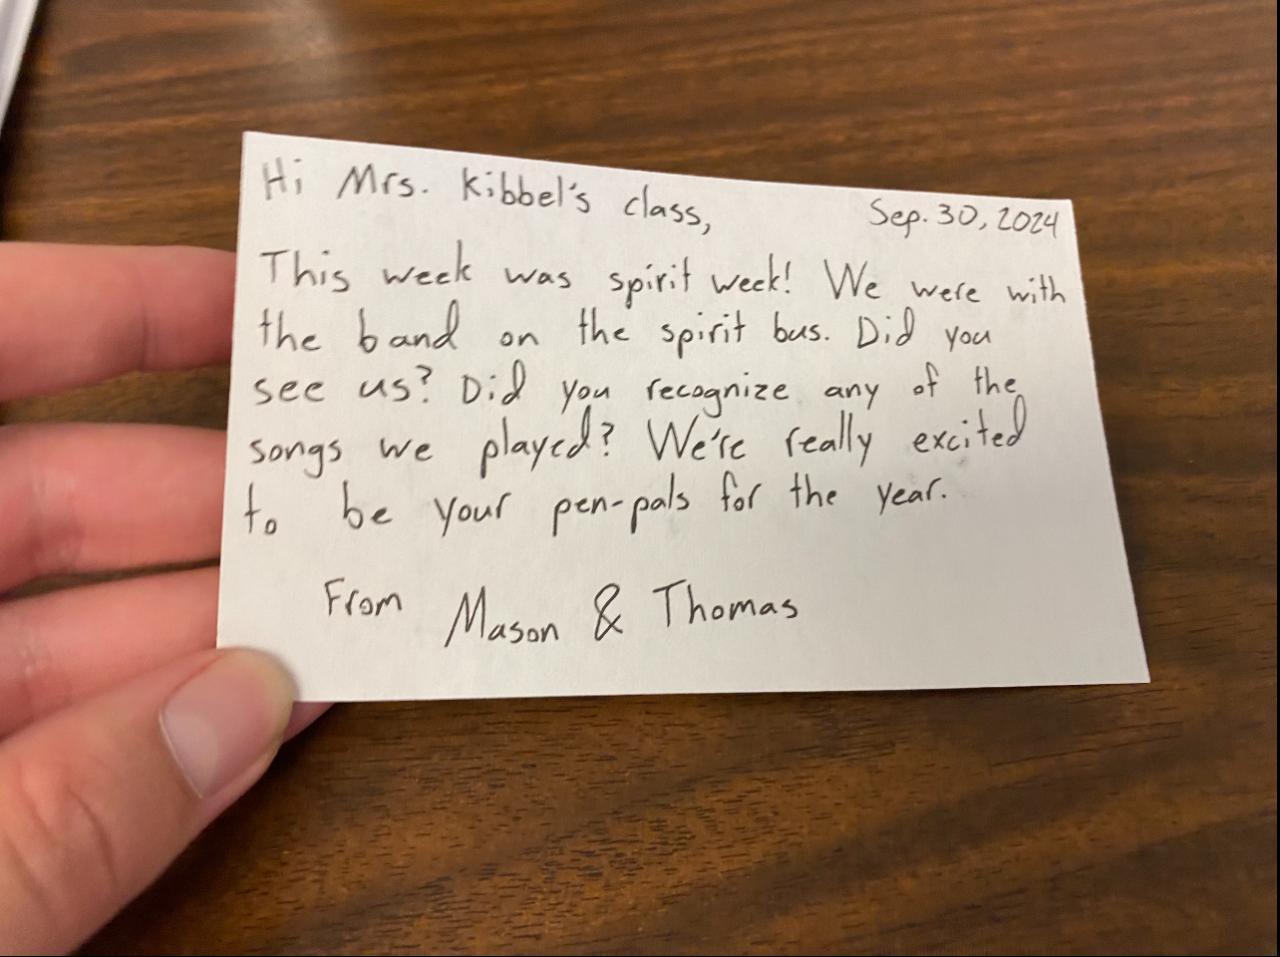 Hi Mrs. Kibbel's class,
Sep. 30, 2024
This week was spirit week! We were with
the band on the spirit bus. Did you
see us? Did you recognize any of the
songs we played? We're really excited
to be your pen-pals for the year.
From Mason & Thomas